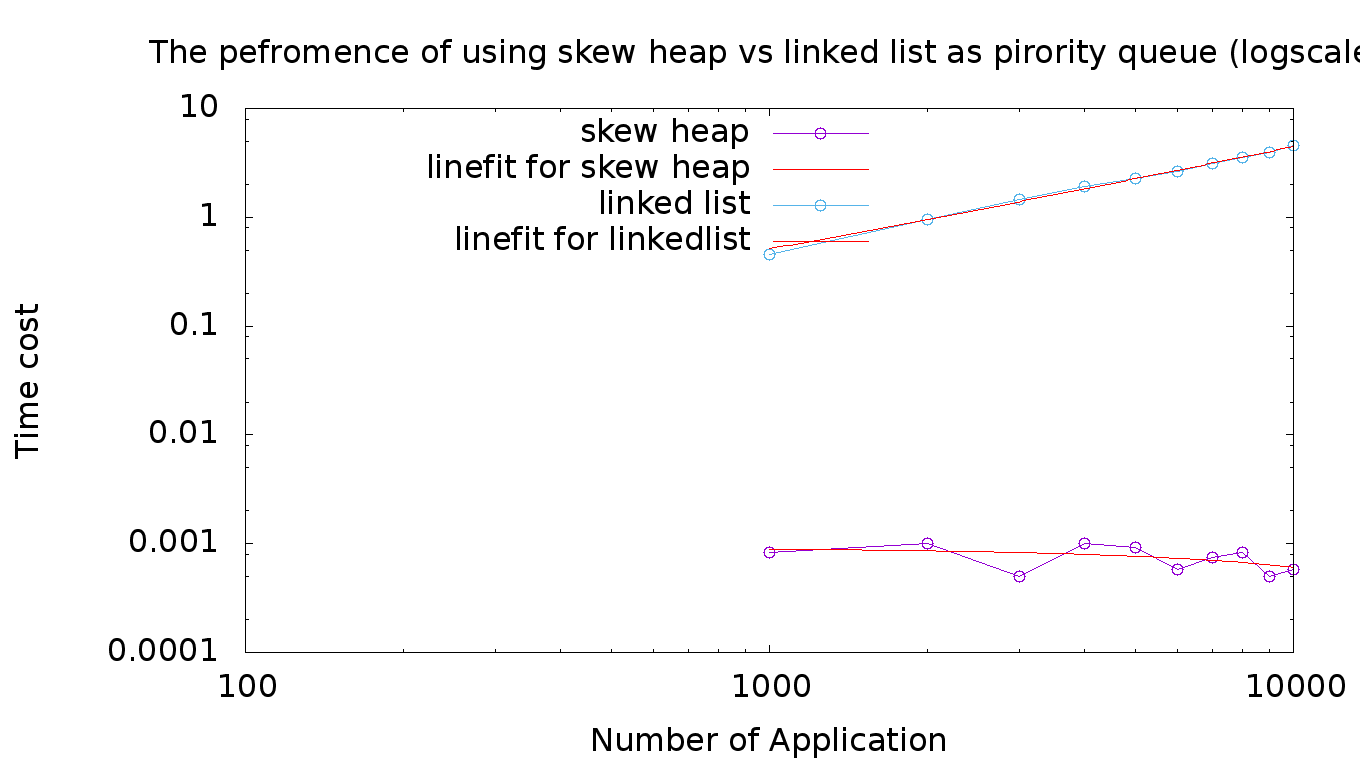 The pefromence of using skew heap vs linked list as pirority queue (logscale
10
1
0.1
0.01
0.001
0.0001
skew heap
linefit for skew heap
linked list
linefit for linkedlist
Time cost
100
1000
10000
Number of Application